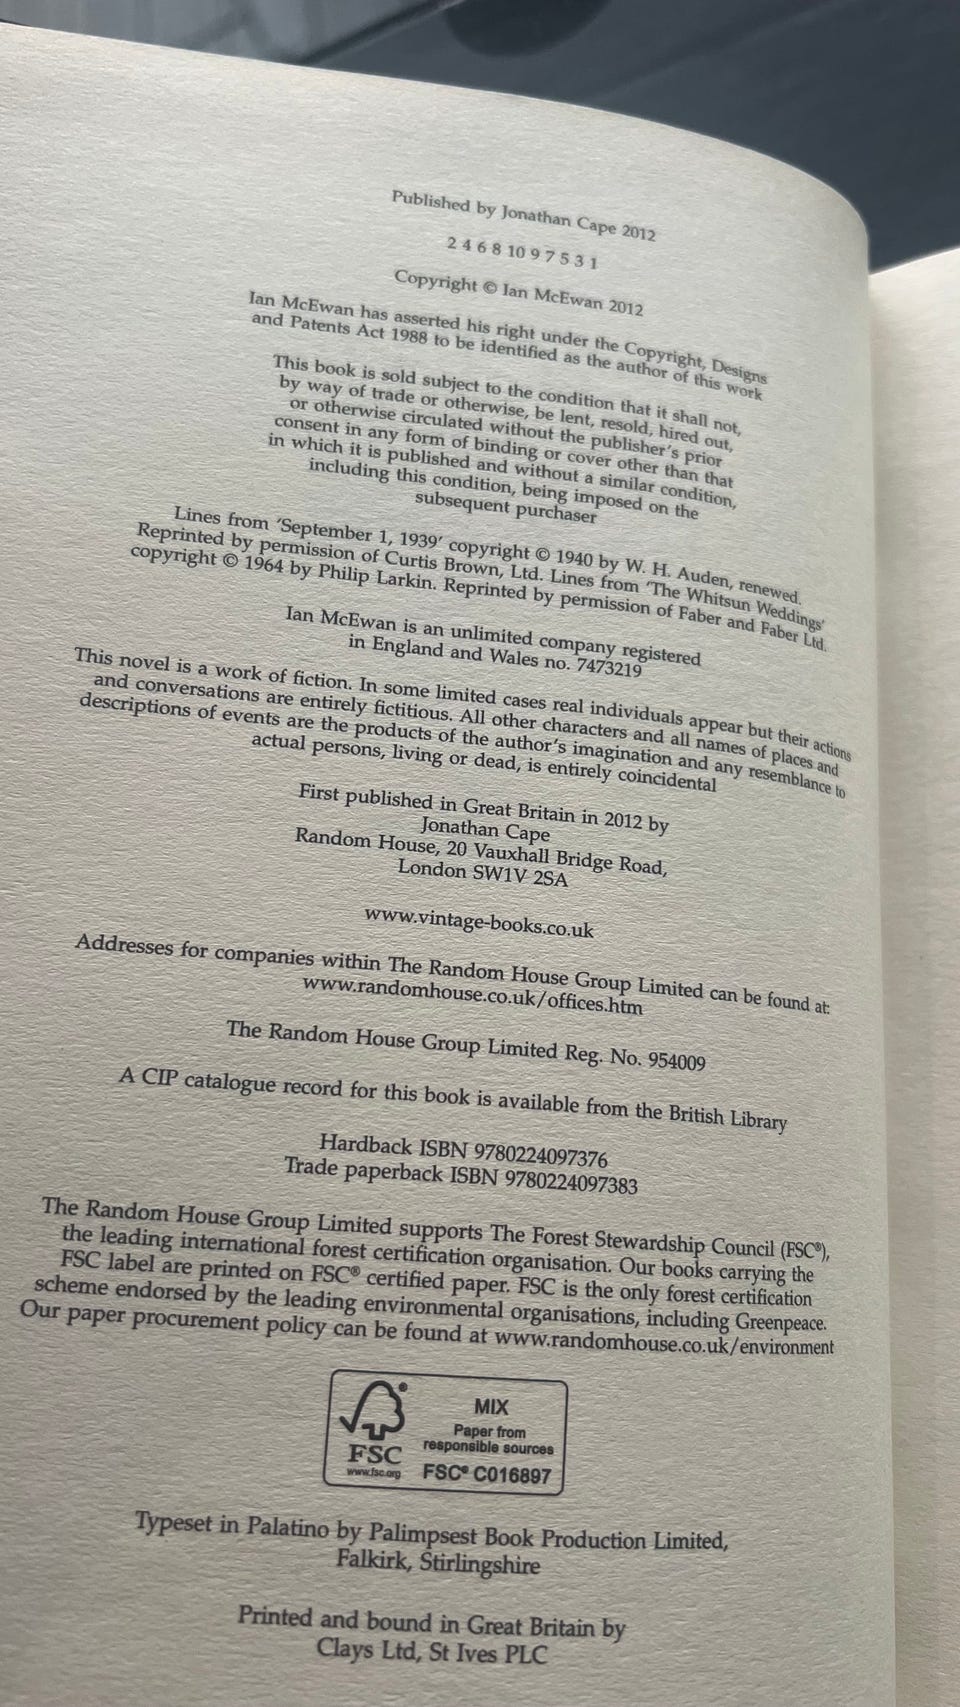 Published by Jonathan Cape 2012
2 4 6 8 10 9 7 5 3 1
Copyright © Ian McEwan 2012
Ian McEwan has asserted his right under the Copyright, Designs
and Patents Act 1988 to be identified as the author of this work
This book is sold subject to the condition that it shall not,
by way of trade or otherwise, be lent, resold, hired out,
or otherwise circulated without the publisher's prior
consent in any form of binding or cover other than that
in which it is published and without a similar condition,
including this condition, being imposed on the
subsequent purchaser
Lines from 'September 1, 1939' copyright © 1940 by W. H. Auden, renewed.
Reprinted by permission of Curtis Brown, Ltd. Lines from 'The Whitsun Weddings'
copyright © 1964 by Philip Larkin. Reprinted by permission of Faber and Faber Ltd.
Ian McEwan is an unlimited company registered
in England and Wales no. 7473219
This novel is a work of fiction. In some limited cases real individuals appear but their actions
and conversations are entirely fictitious. All other characters and all names of places and
descriptions of events are the products of the author's imagination and any resemblance to
actual persons, living or dead, is entirely coincidental
First published in Great Britain in 2012 by
Jonathan Cape
Random House, 20 Vauxhall Bridge Road,
London SW1V 2SA
www.vintage-books.co.uk
Addresses for companies within The Random House Group Limited can be found at:
www.randomhouse.co.uk/offices.htm
The Random House Group Limited Reg. No. 954009
A CIP catalogue record for this book is available from the British Library
Hardback ISBN 9780224097376
Trade paperback ISBN 9780224097383
The Random House Group Limited supports The Forest Stewardship Council (FSC®),
the leading international forest certification organisation. Our books carrying the
FSC label are printed on FSC® certified paper. FSC is the only forest certification
scheme endorsed by the leading environmental organisations, including Greenpeace.
Our paper procurement policy can be found at www.randomhouse.co.uk/environment
®
FSC
www.fsc.org
MIX
Paper from
responsible sources
FSC® C016897
Typeset in Palatino by Palimpsest Book Production Limited,
Falkirk, Stirlingshire
Printed and bound in Great Britain by
Clays Ltd, St Ives PLC